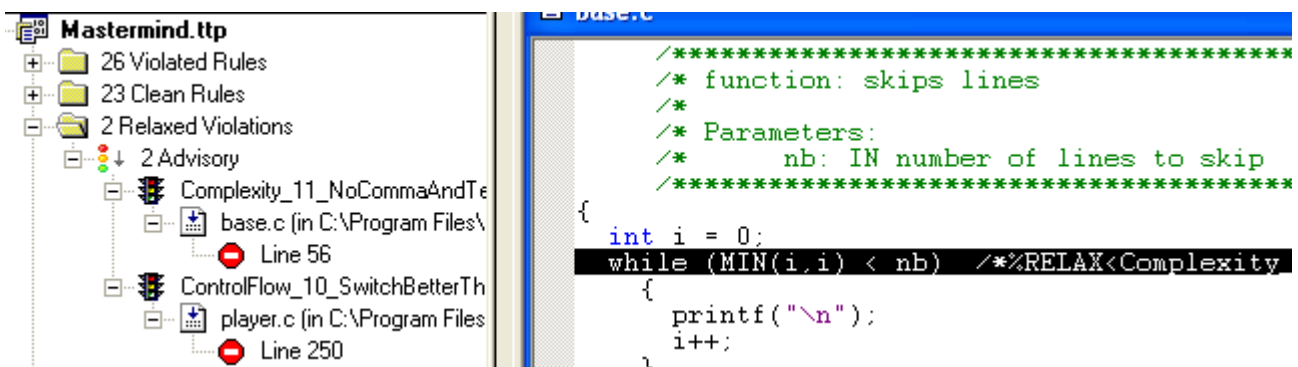 Mastermind.ttp
26 Violated Rules
23 Clean Rules
2 Relaxed Violations
2 Advisory
Complexity_11_NoCommaAndTe
base.c (in C:\Program Files\
Line 56
ControlFlow_10_SwitchBetterTh
player.c (in C:\Program Files
Line 250
base.c
/***************************************
/* function: skips lines
/*
/* Parameters:
/*      nb: IN number of lines to skip
/***************************************
{
int i = 0;
while (MIN(i,i) < nb)  /*%RELAX<Complexity_
{
printf("\n");
i++;
}